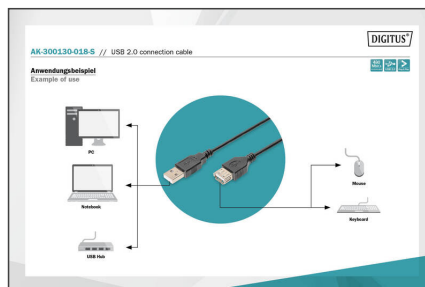 DIGITUS®
AK-300130-018-S // USB 2.0 connection cable
Anwendungsbeispiel
Example of use
PC
Notebook
USB Hub
Mouse
Keyboard